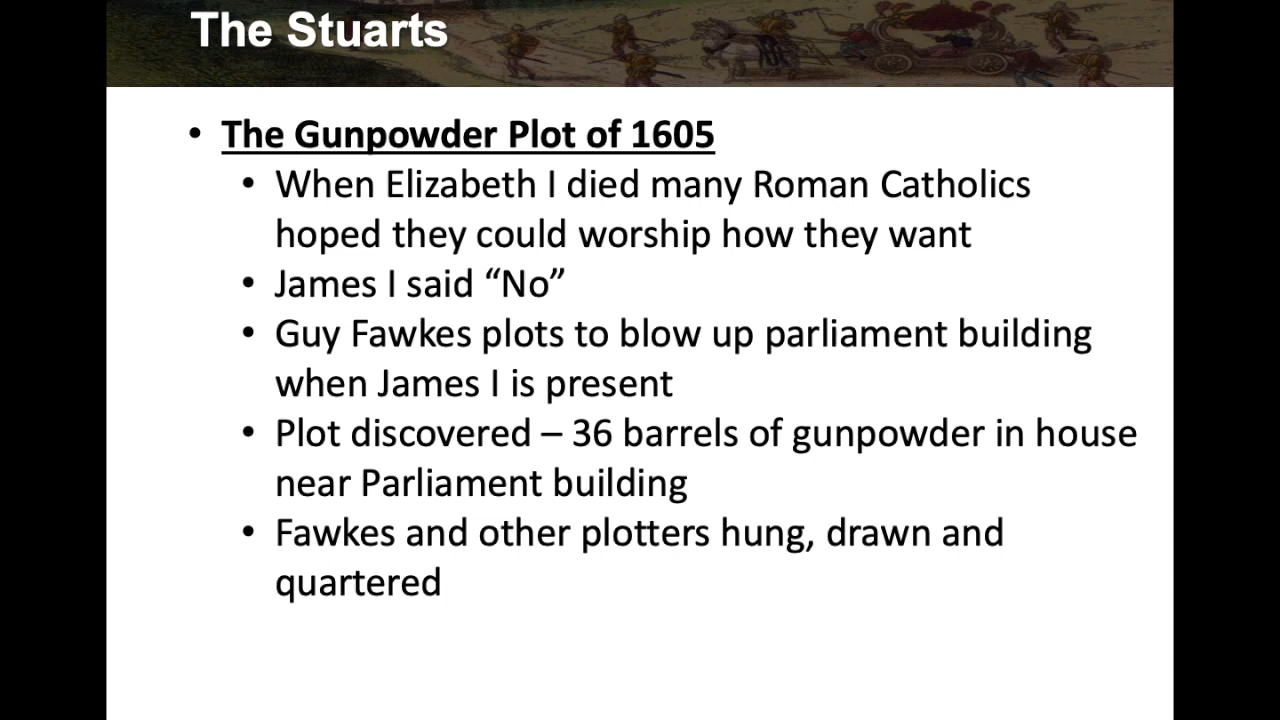 The Stuarts
• The Gunpowder Plot of 1605
• When Elizabeth I died many Roman Catholics
hoped they could worship how they want
• James I said “No”
• Guy Fawkes plots to blow up parliament building
when James I is present
• Plot discovered – 36 barrels of gunpowder in house
near Parliament building
• Fawkes and other plotters hung, drawn and
quartered